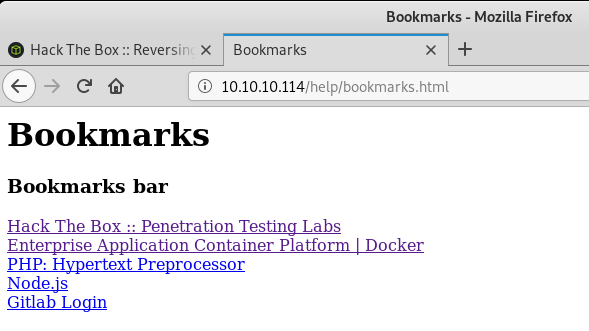 Bookmarks - Mozilla Firefox
Hack The Box :: Reversing
Bookmarks
10.10.10.114/help/bookmarks.html
Bookmarks
Bookmarks bar
Hack The Box :: Penetration Testing Labs
Enterprise Application Container Platform | Docker
PHP: Hypertext Preprocessor
Node.js
Gitlab Login